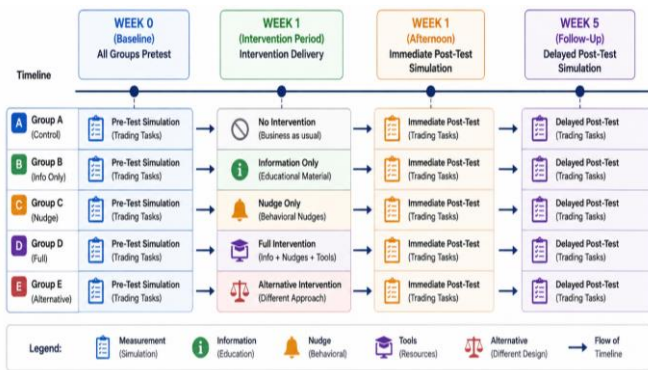 WEEK 0
(Baseline)
All Groups Pretest
WEEK 1
(Intervention Period)
Intervention Delivery
WEEK 1
(Afternoon)
Immediate Post-Test
Simulation
WEEK 5
(Follow-Up)
Delayed Post-Test
Simulation
Timeline
A
Group A
(Control)
Pre-Test Simulation
(Trading Tasks)
No Intervention
(Business as usual)
Immediate Post-Test
(Trading Tasks)
Delayed Post-Test
(Trading Tasks)
B
Group B
(Info Only)
Pre-Test Simulation
(Trading Tasks)
Information Only
(Educational Material)
Immediate Post-Test
(Trading Tasks)
Delayed Post-Test
(Trading Tasks)
C
Group C
(Nudge)
Pre-Test Simulation
(Trading Tasks)
Nudge Only
(Behavioral Nudges)
Immediate Post-Test
(Trading Tasks)
Delayed Post-Test
(Trading Tasks)
D
Group D
(Full)
Pre-Test Simulation
(Trading Tasks)
Full Intervention
(Info + Nudges + Tools)
Immediate Post-Test
(Trading Tasks)
Delayed Post-Test
(Trading Tasks)
E
Group E
(Alternative)
Pre-Test Simulation
(Trading Tasks)
Alternative Intervention
(Different Approach)
Immediate Post-Test
(Trading Tasks)
Delayed Post-Test
(Trading Tasks)
Legend:
Measurement
(Simulation)
Information
(Education)
Nudge
(Behavioral)
Tools
(Resources)
Alternative
(Different Design)
Flow of
Timeline